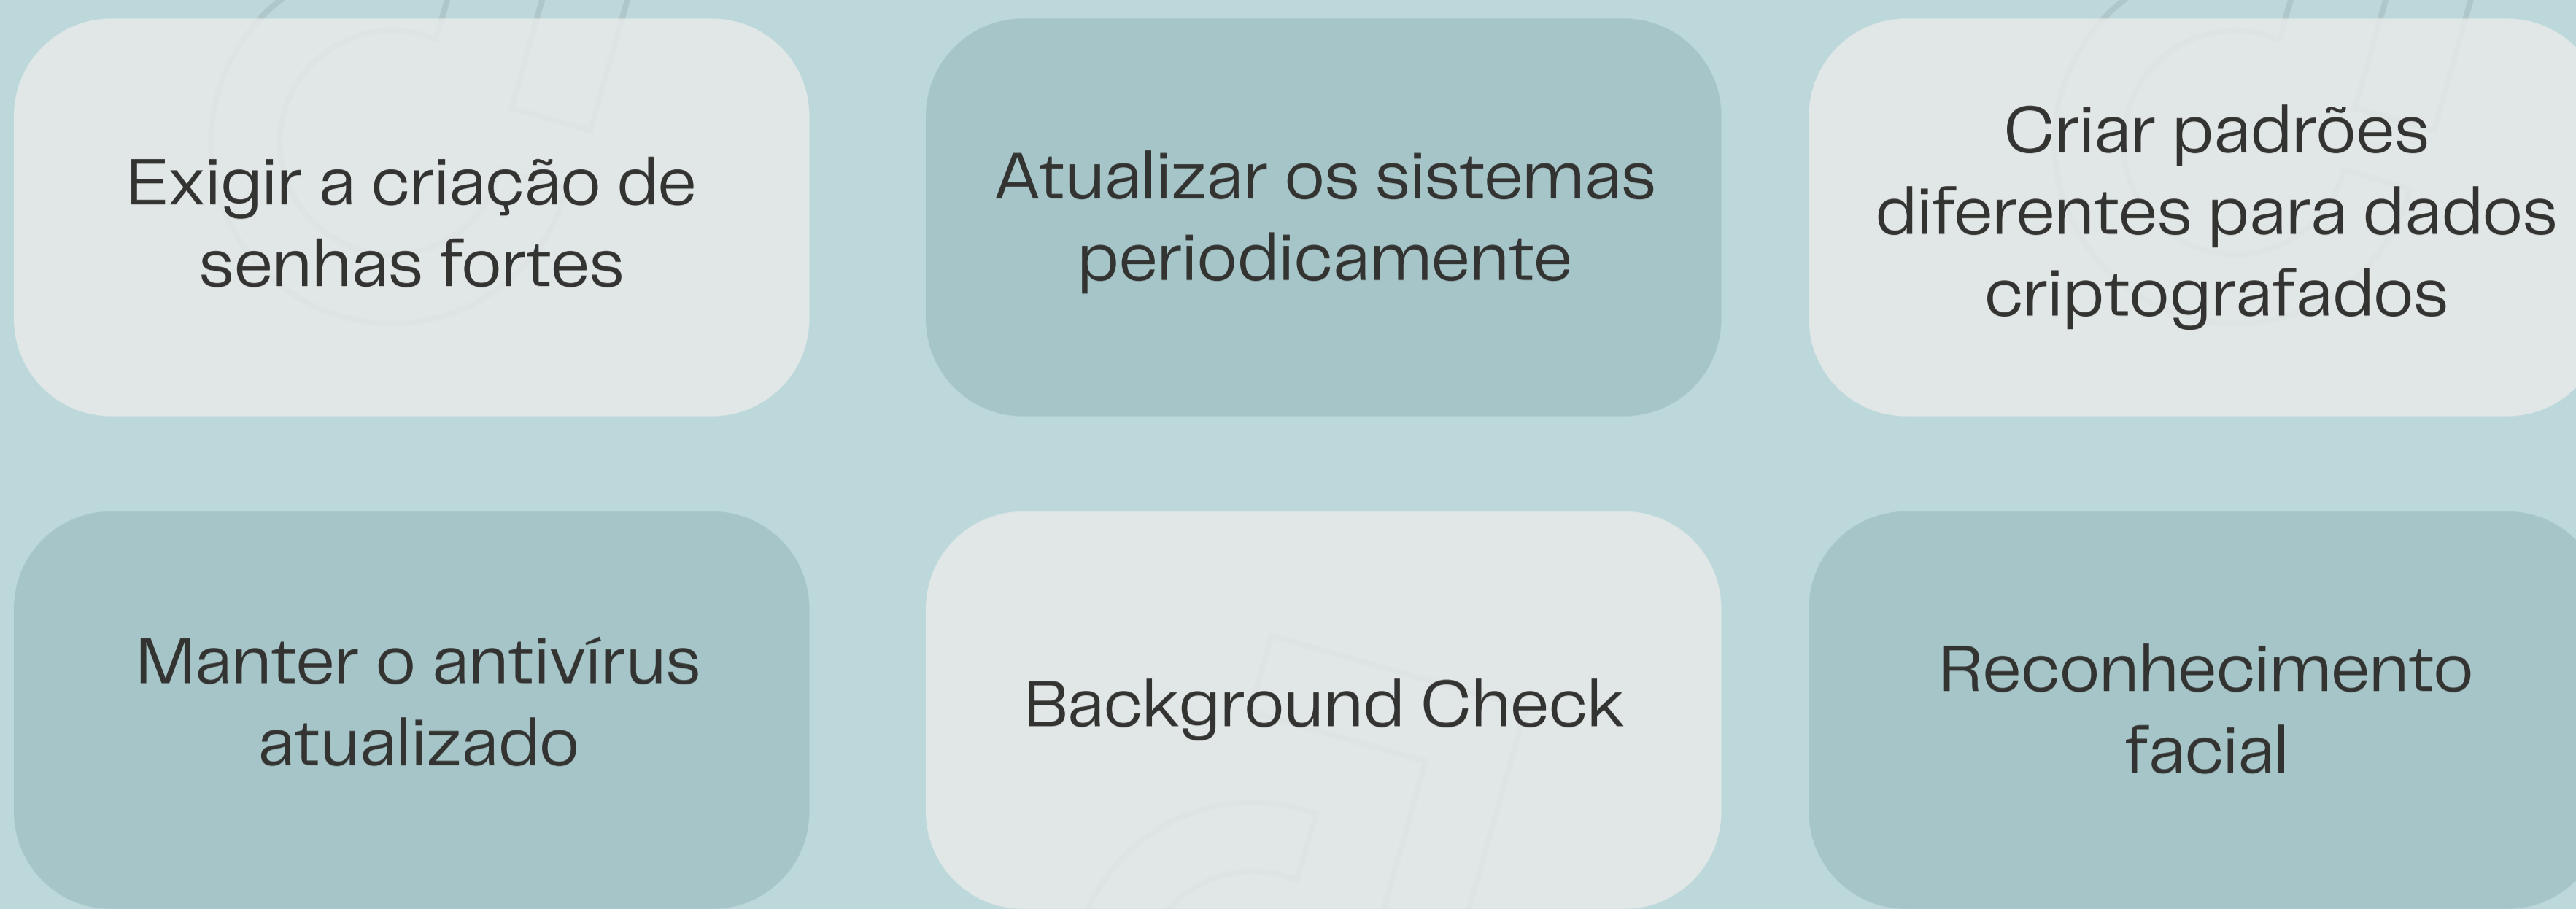 Exigir a criação de
senhas fortes
Atualizar os sistemas
periodicamente
Criar padrões
diferentes para dados
criptografados
Manter o antivírus
atualizado
Background Check
Reconhecimento
facial